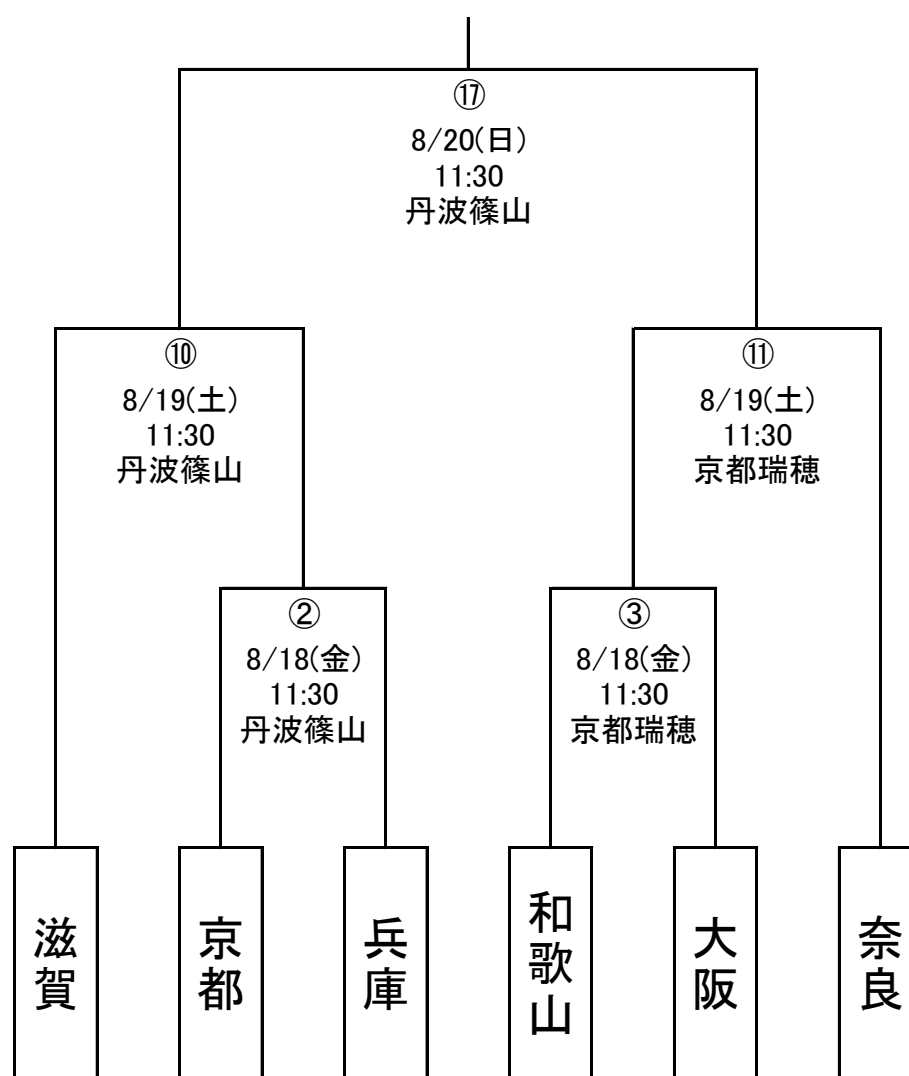 ⑰
8/20(日)
11:30
丹波篠山
⑩
8/19(土)
11:30
丹波篠山
⑪
8/19(土)
11:30
京都瑞穂
②
8/18(金)
11:30
丹波篠山
③
8/18(金)
11:30
京都瑞穂
滋賀
京都
兵庫
和歌山
大阪
奈良